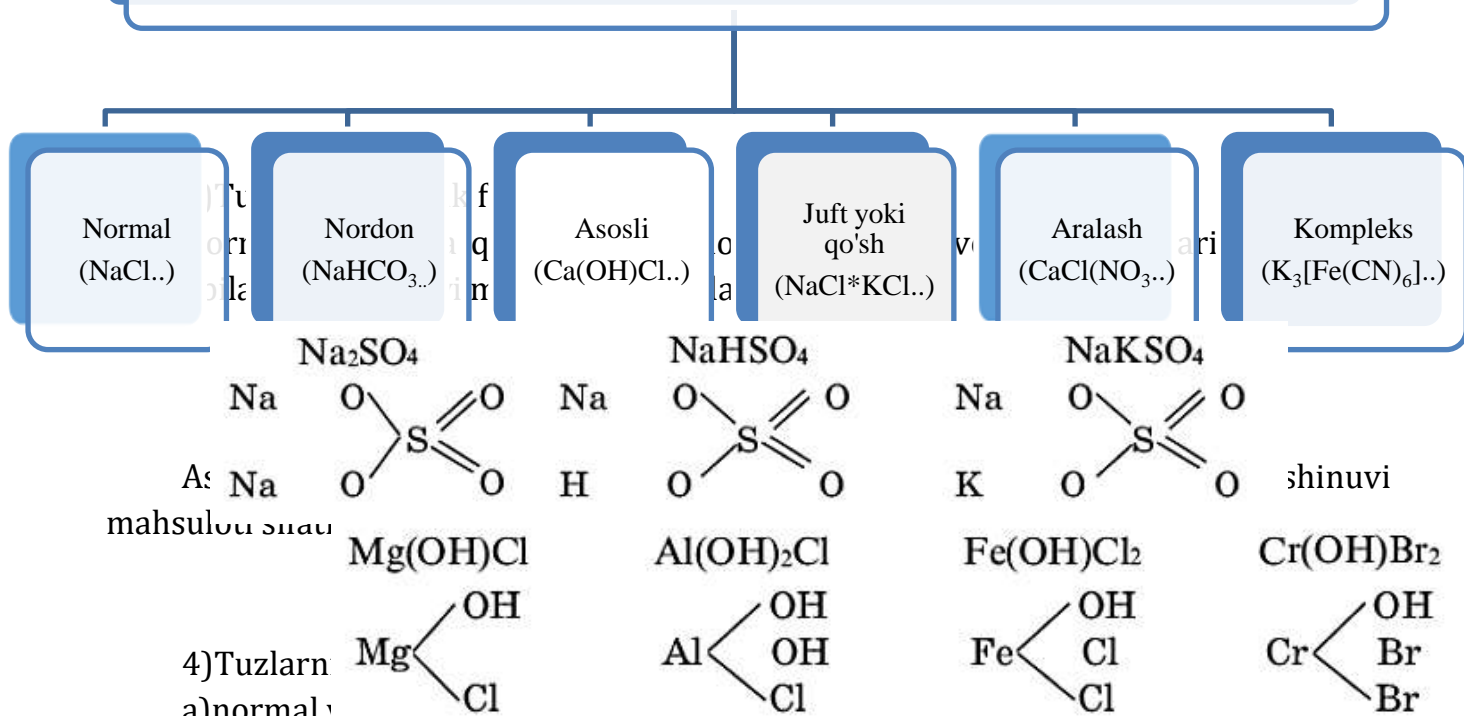 Normal
(NaCl..)
Nordon
(NaHCO₃..)
Asosli
(Ca(OH)Cl..)
Juft yoki
qo'sh
(NaCl*KCl..)
Aralash
(CaCl(NO₃..)
Kompleks
(K₃[Fe(CN)₆]..)
Na₂SO₄ NaHSO₄ NaKSO₄
Na O O Na O O Na O O
S S S
Na O O H O O K O O
shinuvi
Mg(OH)Cl Al(OH)₂Cl Fe(OH)Cl₂ Cr(OH)Br₂
OH OH OH OH
Mg Al OH Fe Cl Cr Br
Cl Cl Cl Br
4)Tuzlarn
a)normal